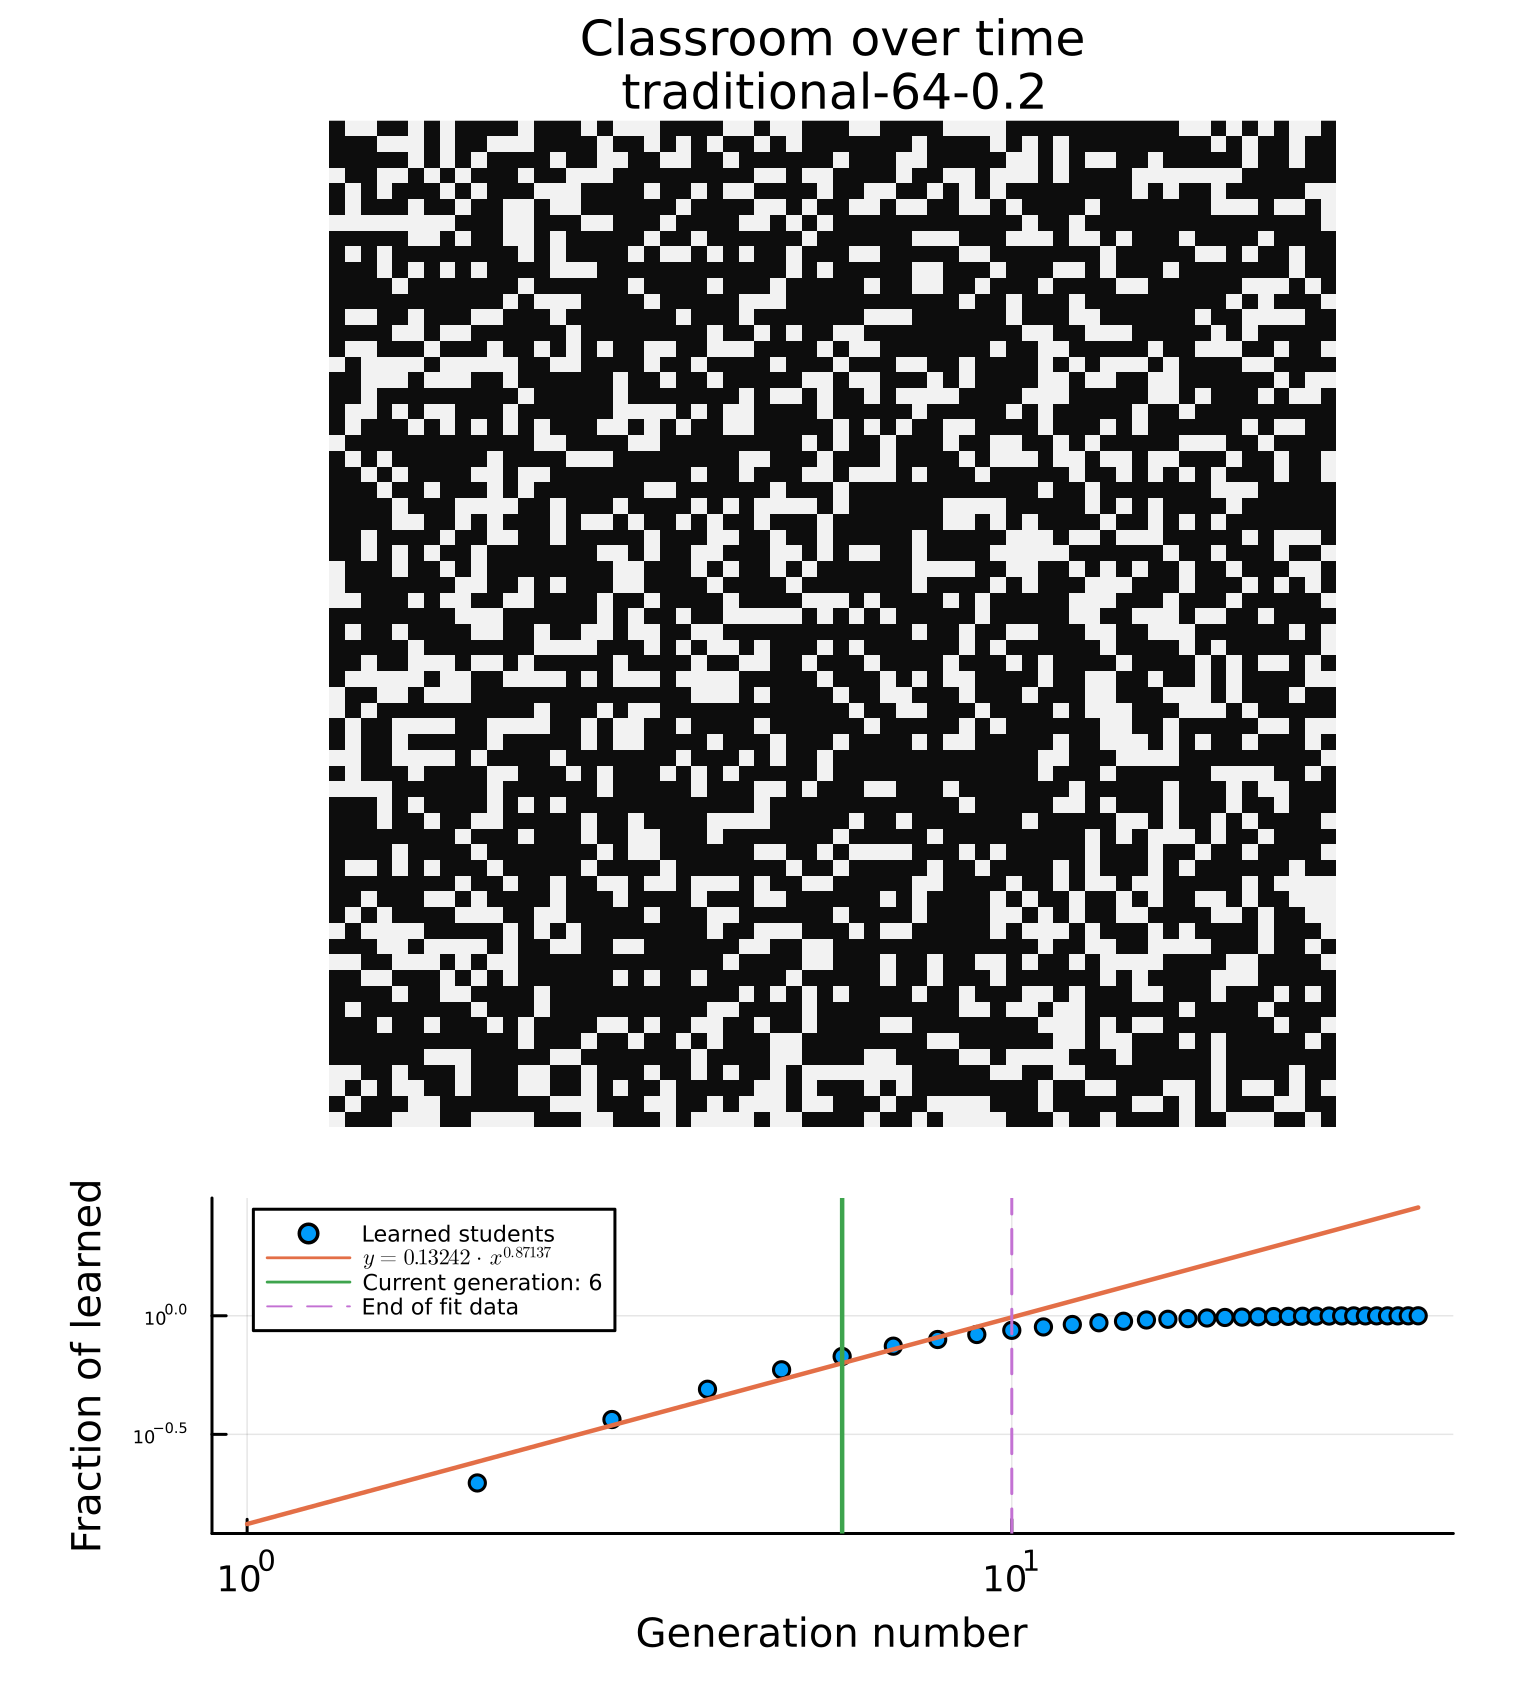 Classroom over time
traditional-64-0.2
Fraction of learned
Learned students
y = 0.13242 · x^0.87137
Current generation: 6
End of fit data
10^0.0
10^−0.5
10^0
10^1
Generation number